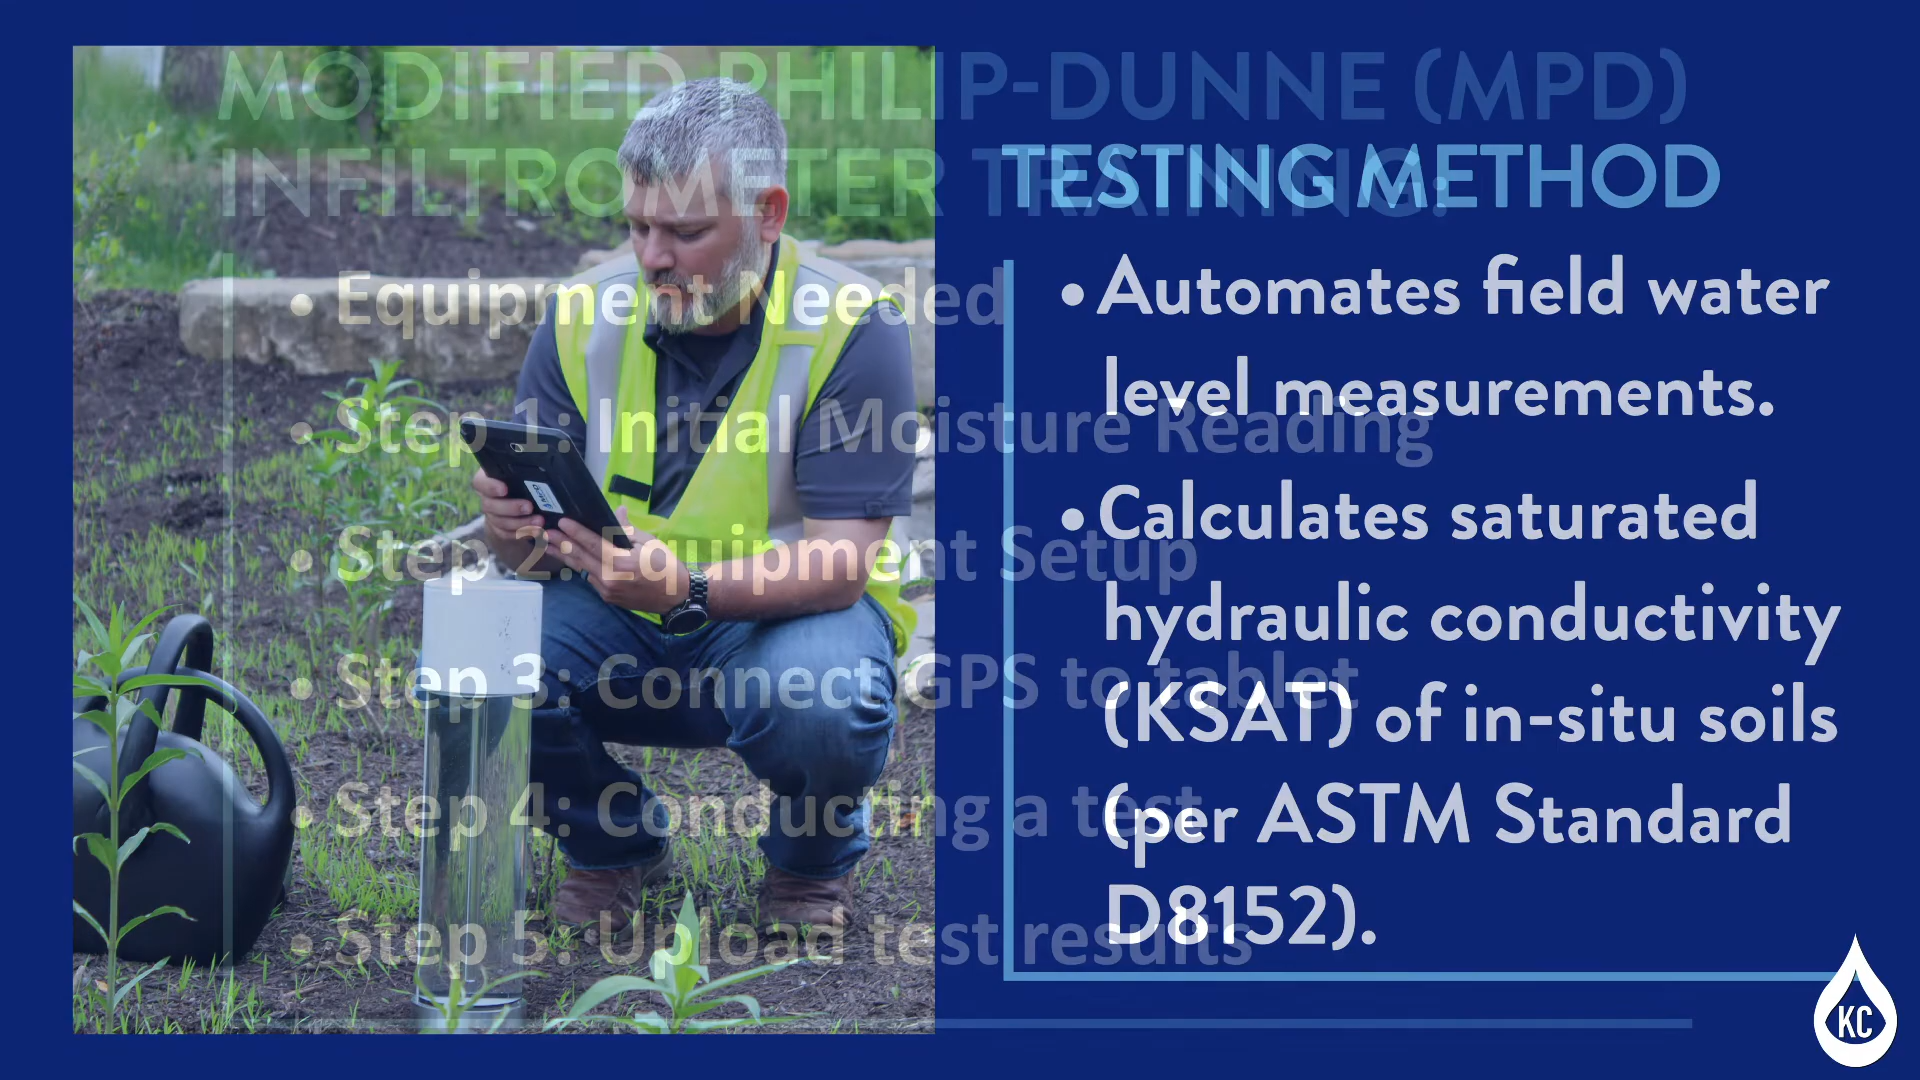 MODIFIED PHILIP-DUNNE (MPD)
INFILTROMETER TRAINING:
• Equipment Needed
• Step 1: Initial Moisture Reading
• Step 2: Equipment Setup
• Step 3: Connect GPS to tablet
• Step 4: Conducting a test
• Step 5: Upload test results
TESTING METHOD
• Automates field water
level measurements.
• Calculates saturated
hydraulic conductivity
(KSAT) of in-situ soils
(per ASTM Standard
D8152).
KC